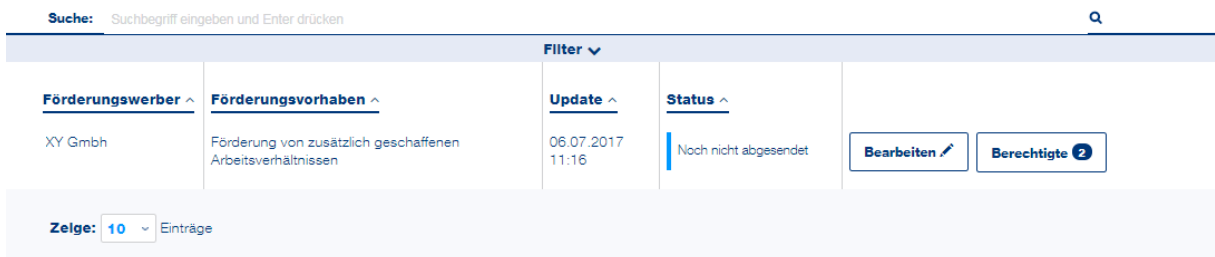 Suche: Suchbegriff eingeben und Enter drücken
Filter
Förderungswerber Förderungsvorhaben Update Status
XY Gmbh Förderung von zusätzlich geschaffenen 06.07.2017 Noch nicht abgesendet Bearbeiten Berechtigte 2
Arbeitsverhältnissen 11:16
Zeige: 10 Einträge